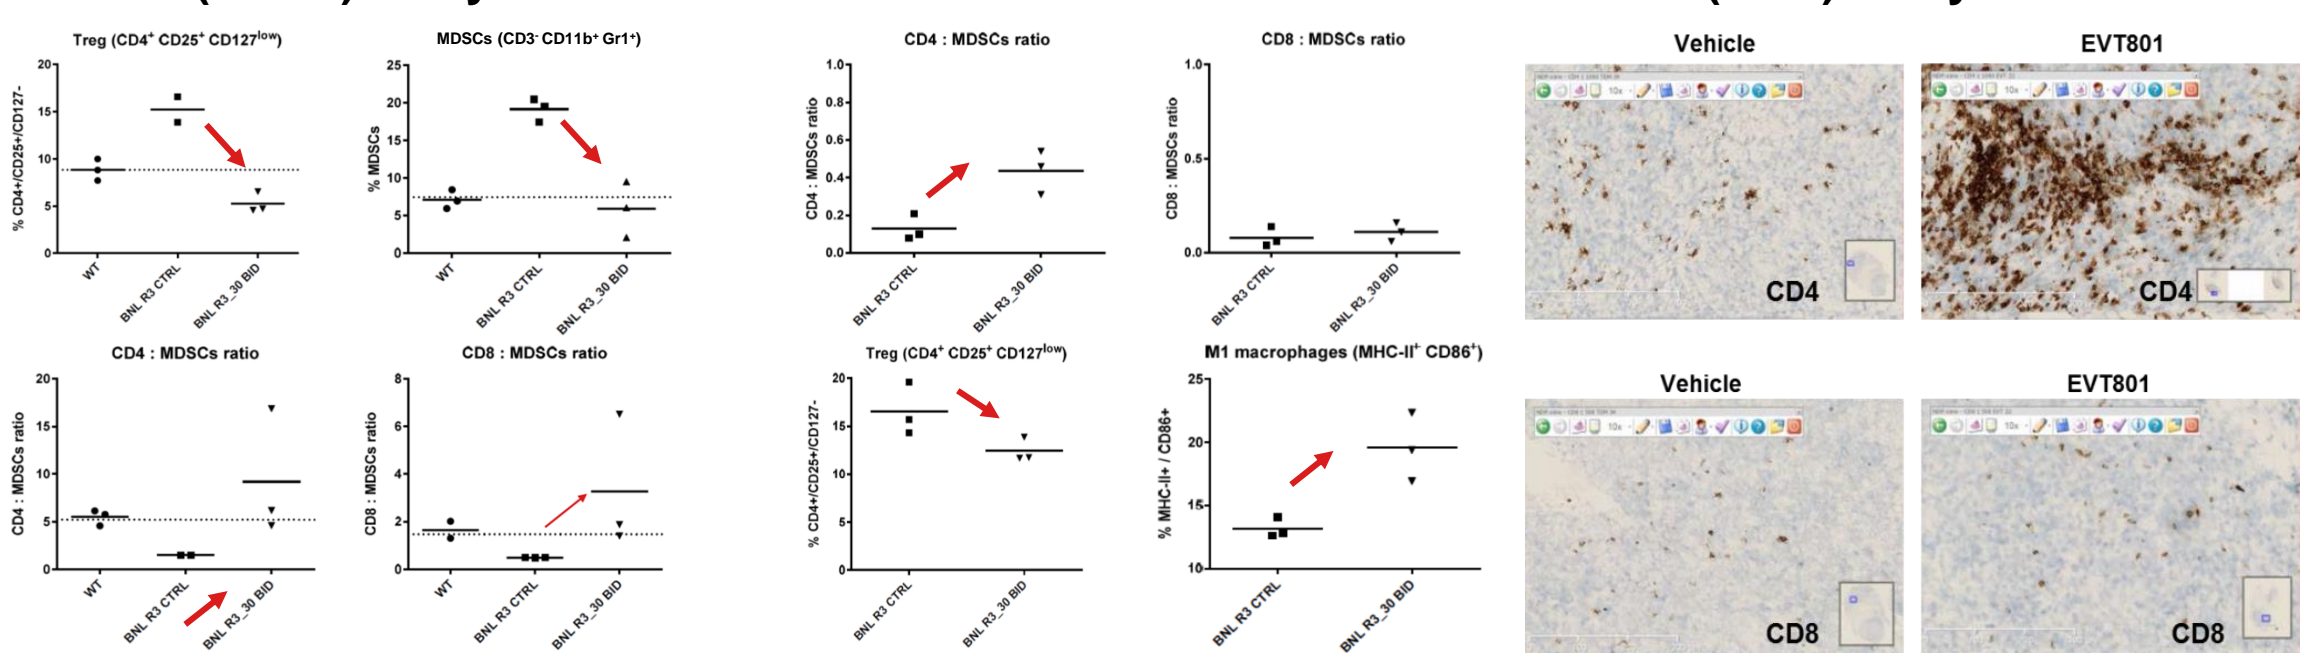 Treg (CD4⁺ CD25⁺ CD127ˡᵒʷ)
% CD4+/CD25+/CD127-
20
15
10
5
0
WT
BNL R3 CTRL
BNL R3_30 BID
MDSCs (CD3⁻ CD11b⁺ Gr1⁺)
% MDSCs
25
20
15
10
5
0
WT
BNL R3 CTRL
BNL R3_30 BID
CD4 : MDSCs ratio
CD4 : MDSCs ratio
1.0
0.8
0.6
0.4
0.2
0.0
BNL R3 CTRL
BNL R3_30 BID
CD8 : MDSCs ratio
CD8 : MDSCs ratio
1.0
0.5
0.0
BNL R3 CTRL
BNL R3_30 BID
Vehicle
10x
CD4
EVT801
10x
CD4
CD4 : MDSCs ratio
CD4 : MDSCs ratio
20
15
10
5
0
WT
BNL R3 CTRL
BNL R3_30 BID
CD8 : MDSCs ratio
CD8 : MDSCs ratio
8
6
4
2
0
WT
BNL R3 CTRL
BNL R3_30 BID
Treg (CD4⁺ CD25⁺ CD127ˡᵒʷ)
% CD4+/CD25+/CD127-
20
15
10
5
0
BNL R3 CTRL
BNL R3_30 BID
M1 macrophages (MHC-II⁺ CD86⁺)
% MHC-II+ / CD86+
25
20
15
10
BNL R3 CTRL
BNL R3_30 BID
Vehicle
10x
CD8
EVT801
10x
CD8